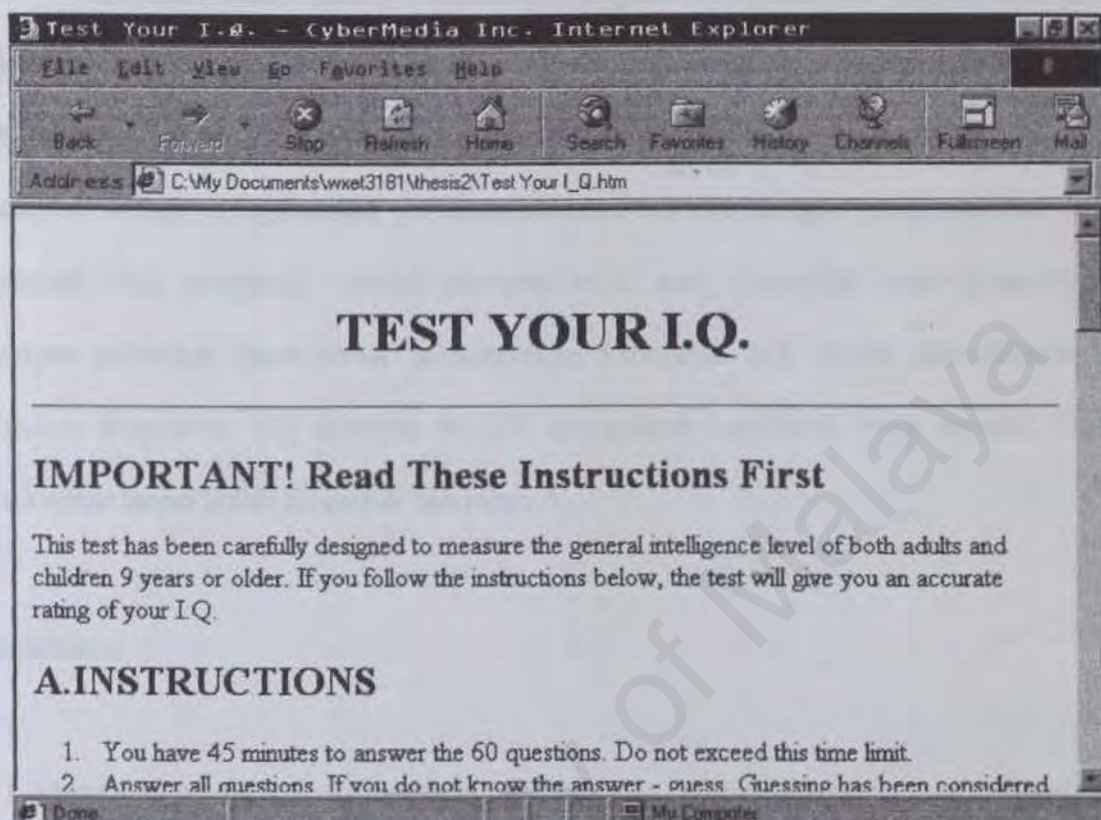 Test Your I.Q. - CyberMedia Inc. Internet Explorer
File Edit View Go Favorites Help
Back Forward Stop Refresh Home Search Favorites History Channels Fullscreen Mail
Address C:\My Documents\wxet3181\thesis2\Test Your I_Q.htm
TEST YOUR I.Q.
IMPORTANT! Read These Instructions First
This test has been carefully designed to measure the general intelligence level of both adults and
children 9 years or older. If you follow the instructions below, the test will give you an accurate
rating of your I.Q.
A.INSTRUCTIONS
1. You have 45 minutes to answer the 60 questions. Do not exceed this time limit.
2. Answer all questions. If you do not know the answer - guess. Guessing has been considered
Done My Computer
of Malaya